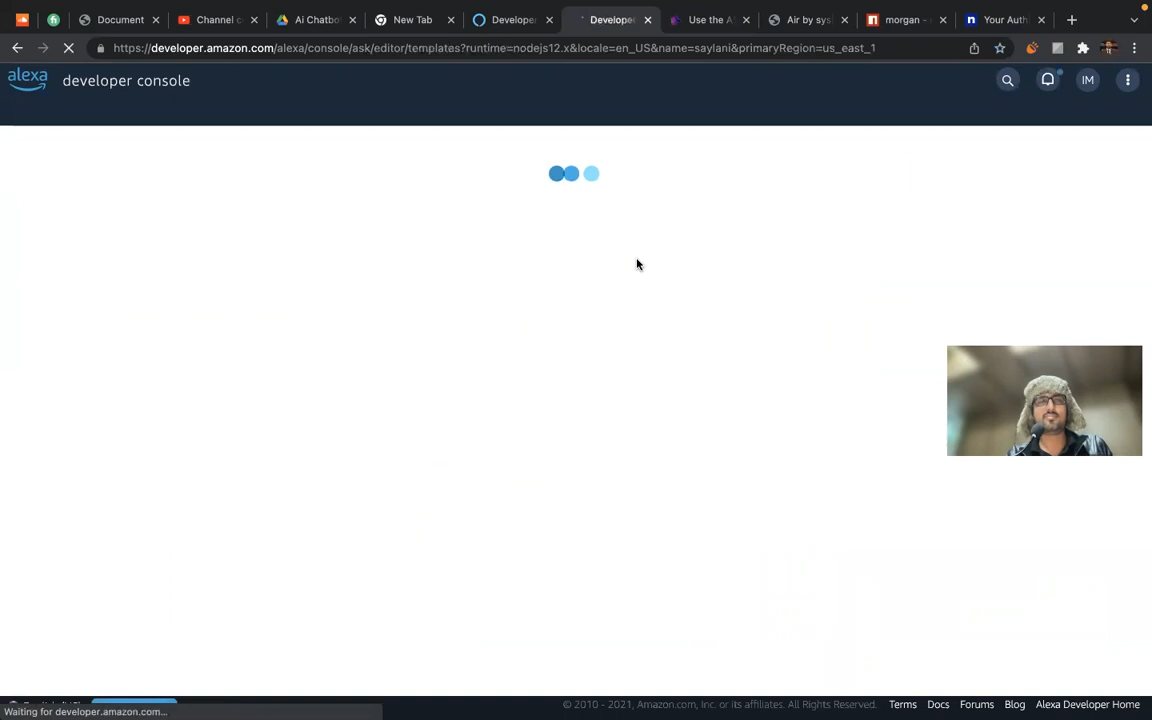 Document
Channel c
Ai Chatbo
New Tab
Developer
Develope
Use the A
Air by sys
morgan -
Your Auth
https://developer.amazon.com/alexa/console/ask/editor/templates?runtime=nodejs12.x&locale=en_US&name=saylani&primaryRegion=us_east_1
alexa developer console
IM
© 2010 - 2021, Amazon.com, Inc. or its affiliates. All Rights Reserved. Terms Docs Forums Blog Alexa Developer Home
Waiting for developer.amazon.com...